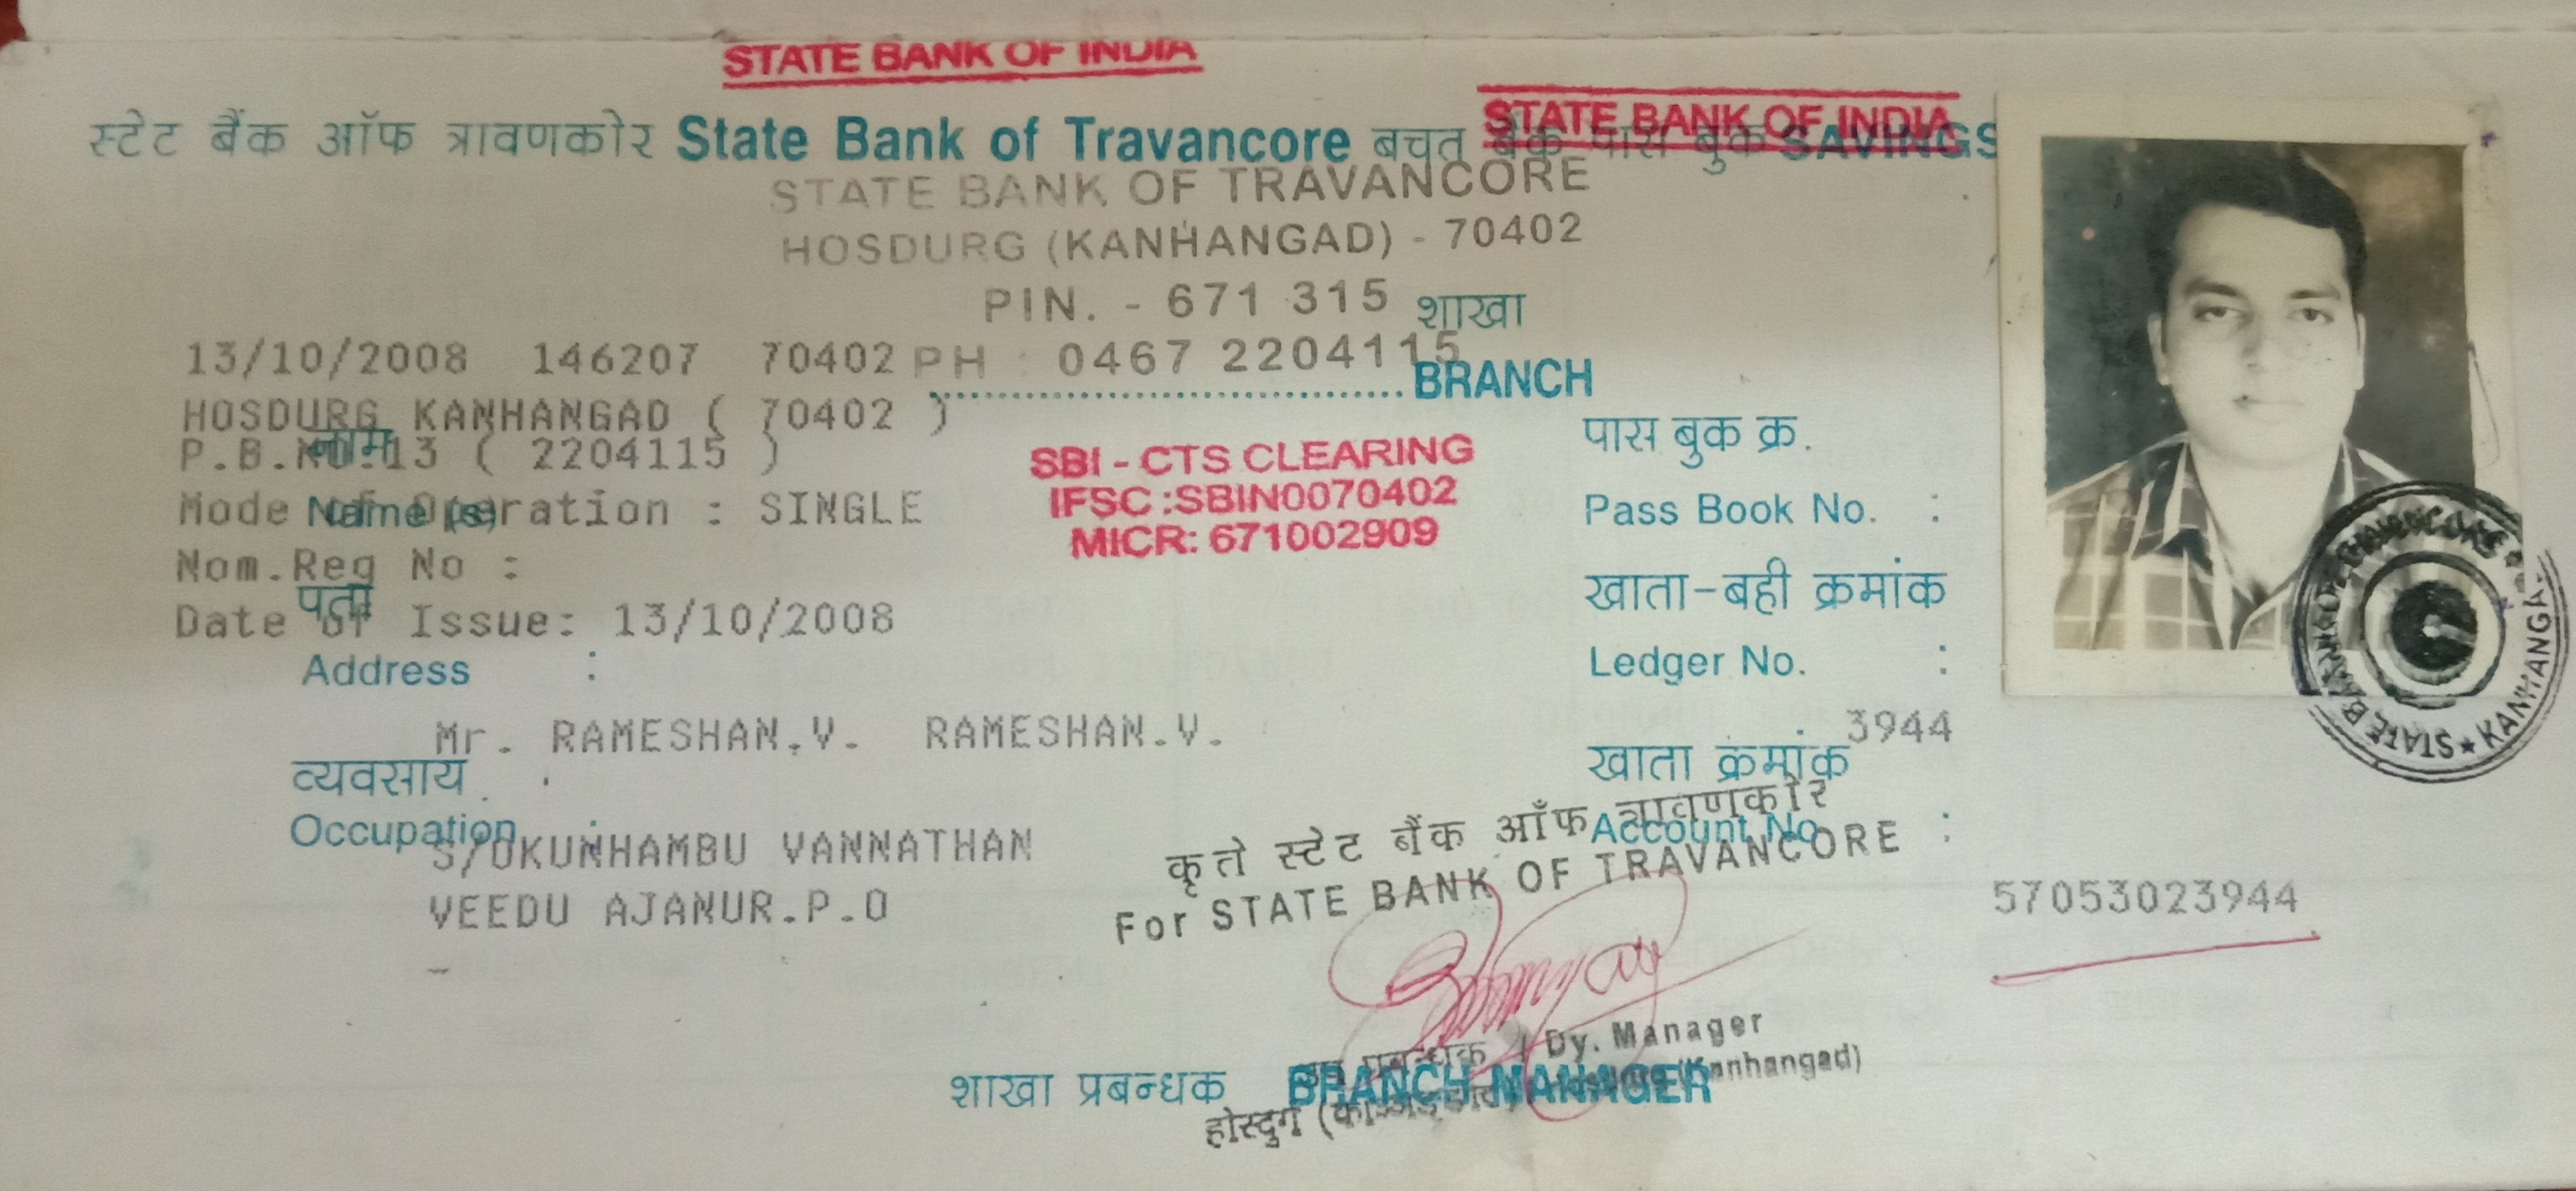 STATE BANK OF INDIA
STATE BANK OF INDIA
स्टेट बैंक ऑफ त्रावणकोर State Bank of Travancore बचत बैंक पास बुक SAVINGS
STATE BANK OF TRAVANCORE
HOSDURG (KANHANGAD) - 70402
PIN. - 671 315
शाखा
13/10/2008 146207 70402
PH : 0467 2204115
BRANCH
HOSDURG KANHANGAD ( 70402 )
नाम
P.B.NO.13 ( 2204115 )
पास बुक क्र.
SBI - CTS CLEARING
IFSC :SBIN0070402
MICR: 671002909
Mode of Operation : SINGLE
Name (s)
Pass Book No. :
Nom.Reg No :
पता
खाता-बही क्रमांक
Date of Issue: 13/10/2008
Address :
Ledger No. :
Mr. RAMESHAN.V. RAMESHAN.V.
3944
व्यवसाय
खाता क्रमांक
Occupation :
Account No. :
S/OKUNHAMBU VANNATHAN
कृते स्टेट बैंक ऑफ त्रावणकोर
For STATE BANK OF TRAVANCORE
VEEDU AJANUR.P.O
57053023944
-
Dy. Manager
शाखा प्रबन्धक BRANCH MANAGER
(Kanhangad)
होस्दुर्ग
STATE BANK OF TRAVANCORE ★ KANHANGAD